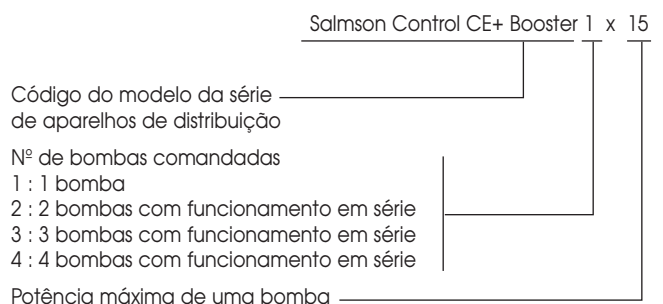 Salmson Control CE+ Booster 1 x 15
Código do modelo da série
de aparelhos de distribuição
Nº de bombas comandadas
1 : 1 bomba
2 : 2 bombas com funcionamento em série
3 : 3 bombas com funcionamento em série
4 : 4 bombas com funcionamento em série
Potência máxima de uma bomba